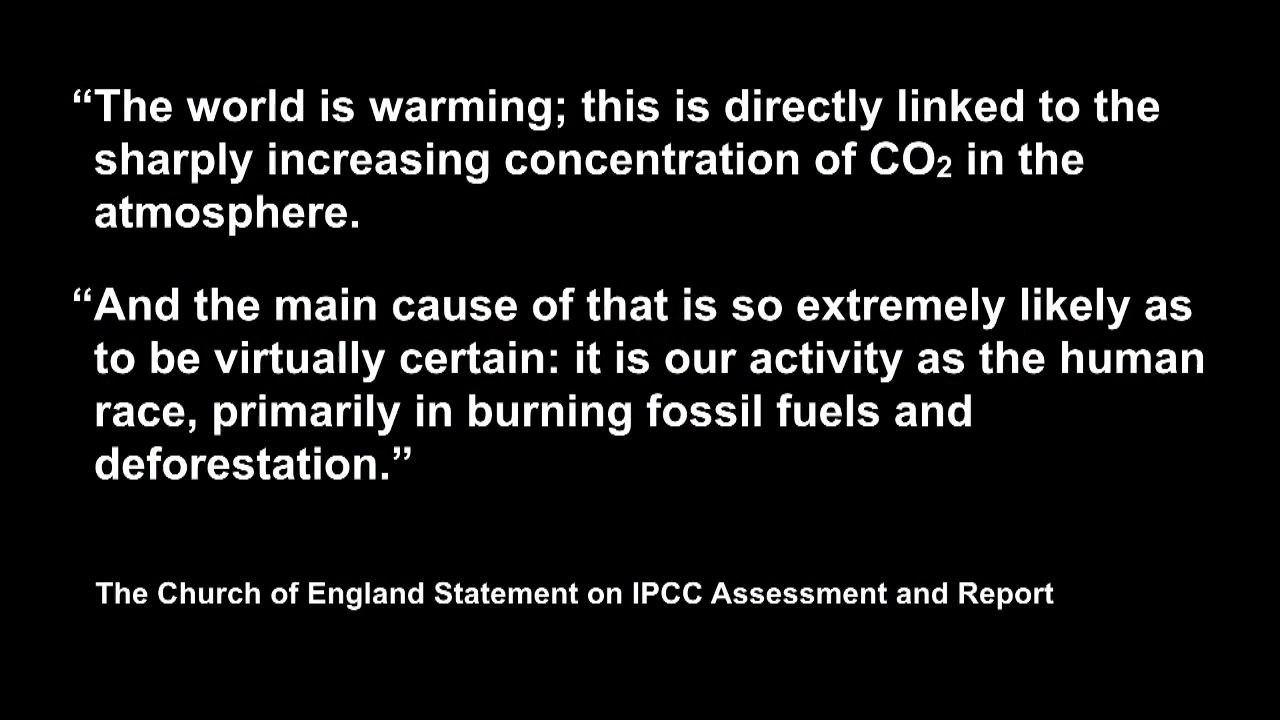 “The world is warming; this is directly linked to the
sharply increasing concentration of CO₂ in the
atmosphere.
“And the main cause of that is so extremely likely as
to be virtually certain: it is our activity as the human
race, primarily in burning fossil fuels and
deforestation.”
The Church of England Statement on IPCC Assessment and Report